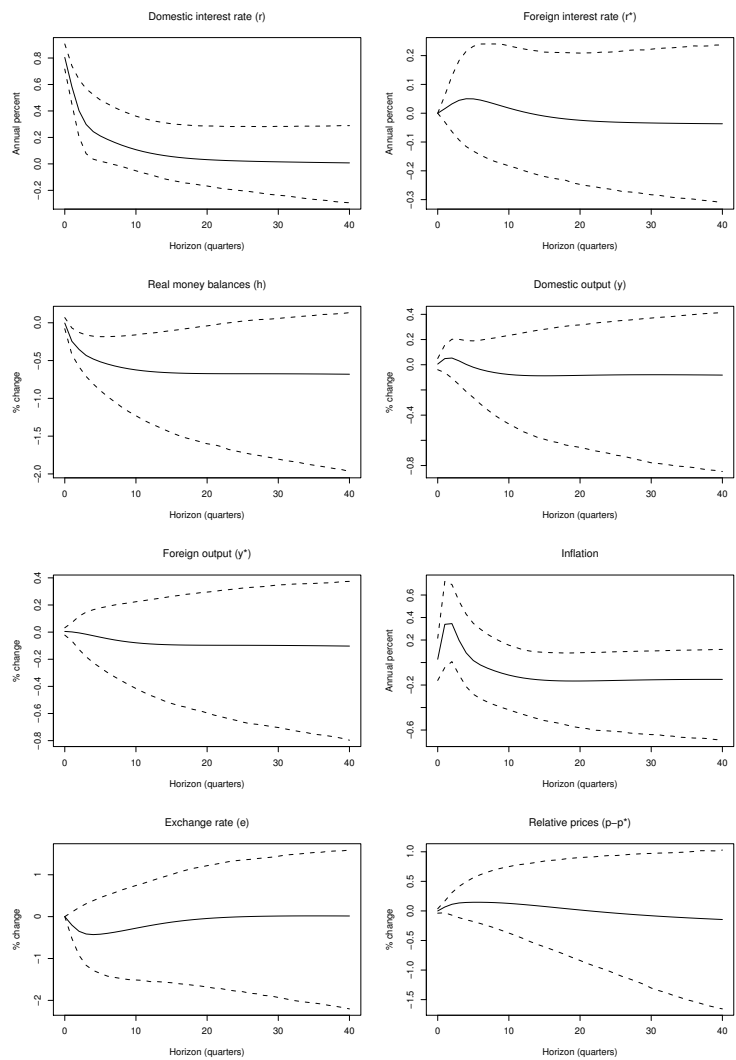 Domestic interest rate (r)
Annual percent
0.8
0.6
0.4
0.2
0.0
−0.2
0 10 20 30 40
Horizon (quarters)
Foreign interest rate (r*)
Annual percent
0.2
0.1
0.0
−0.1
−0.2
−0.3
0 10 20 30 40
Horizon (quarters)
Real money balances (h)
% change
0.0
−0.5
−1.0
−1.5
−2.0
0 10 20 30 40
Horizon (quarters)
Domestic output (y)
% change
0.4
0.2
0.0
−0.4
−0.8
0 10 20 30 40
Horizon (quarters)
Foreign output (y*)
% change
0.4
0.2
0.0
−0.2
−0.4
−0.6
−0.8
0 10 20 30 40
Horizon (quarters)
Inflation
Annual percent
0.6
0.4
0.2
−0.2
−0.6
0 10 20 30 40
Horizon (quarters)
Exchange rate (e)
% change
1
0
−1
−2
0 10 20 30 40
Horizon (quarters)
Relative prices (p−p*)
% change
1.0
0.5
0.0
−0.5
−1.0
−1.5
0 10 20 30 40
Horizon (quarters)